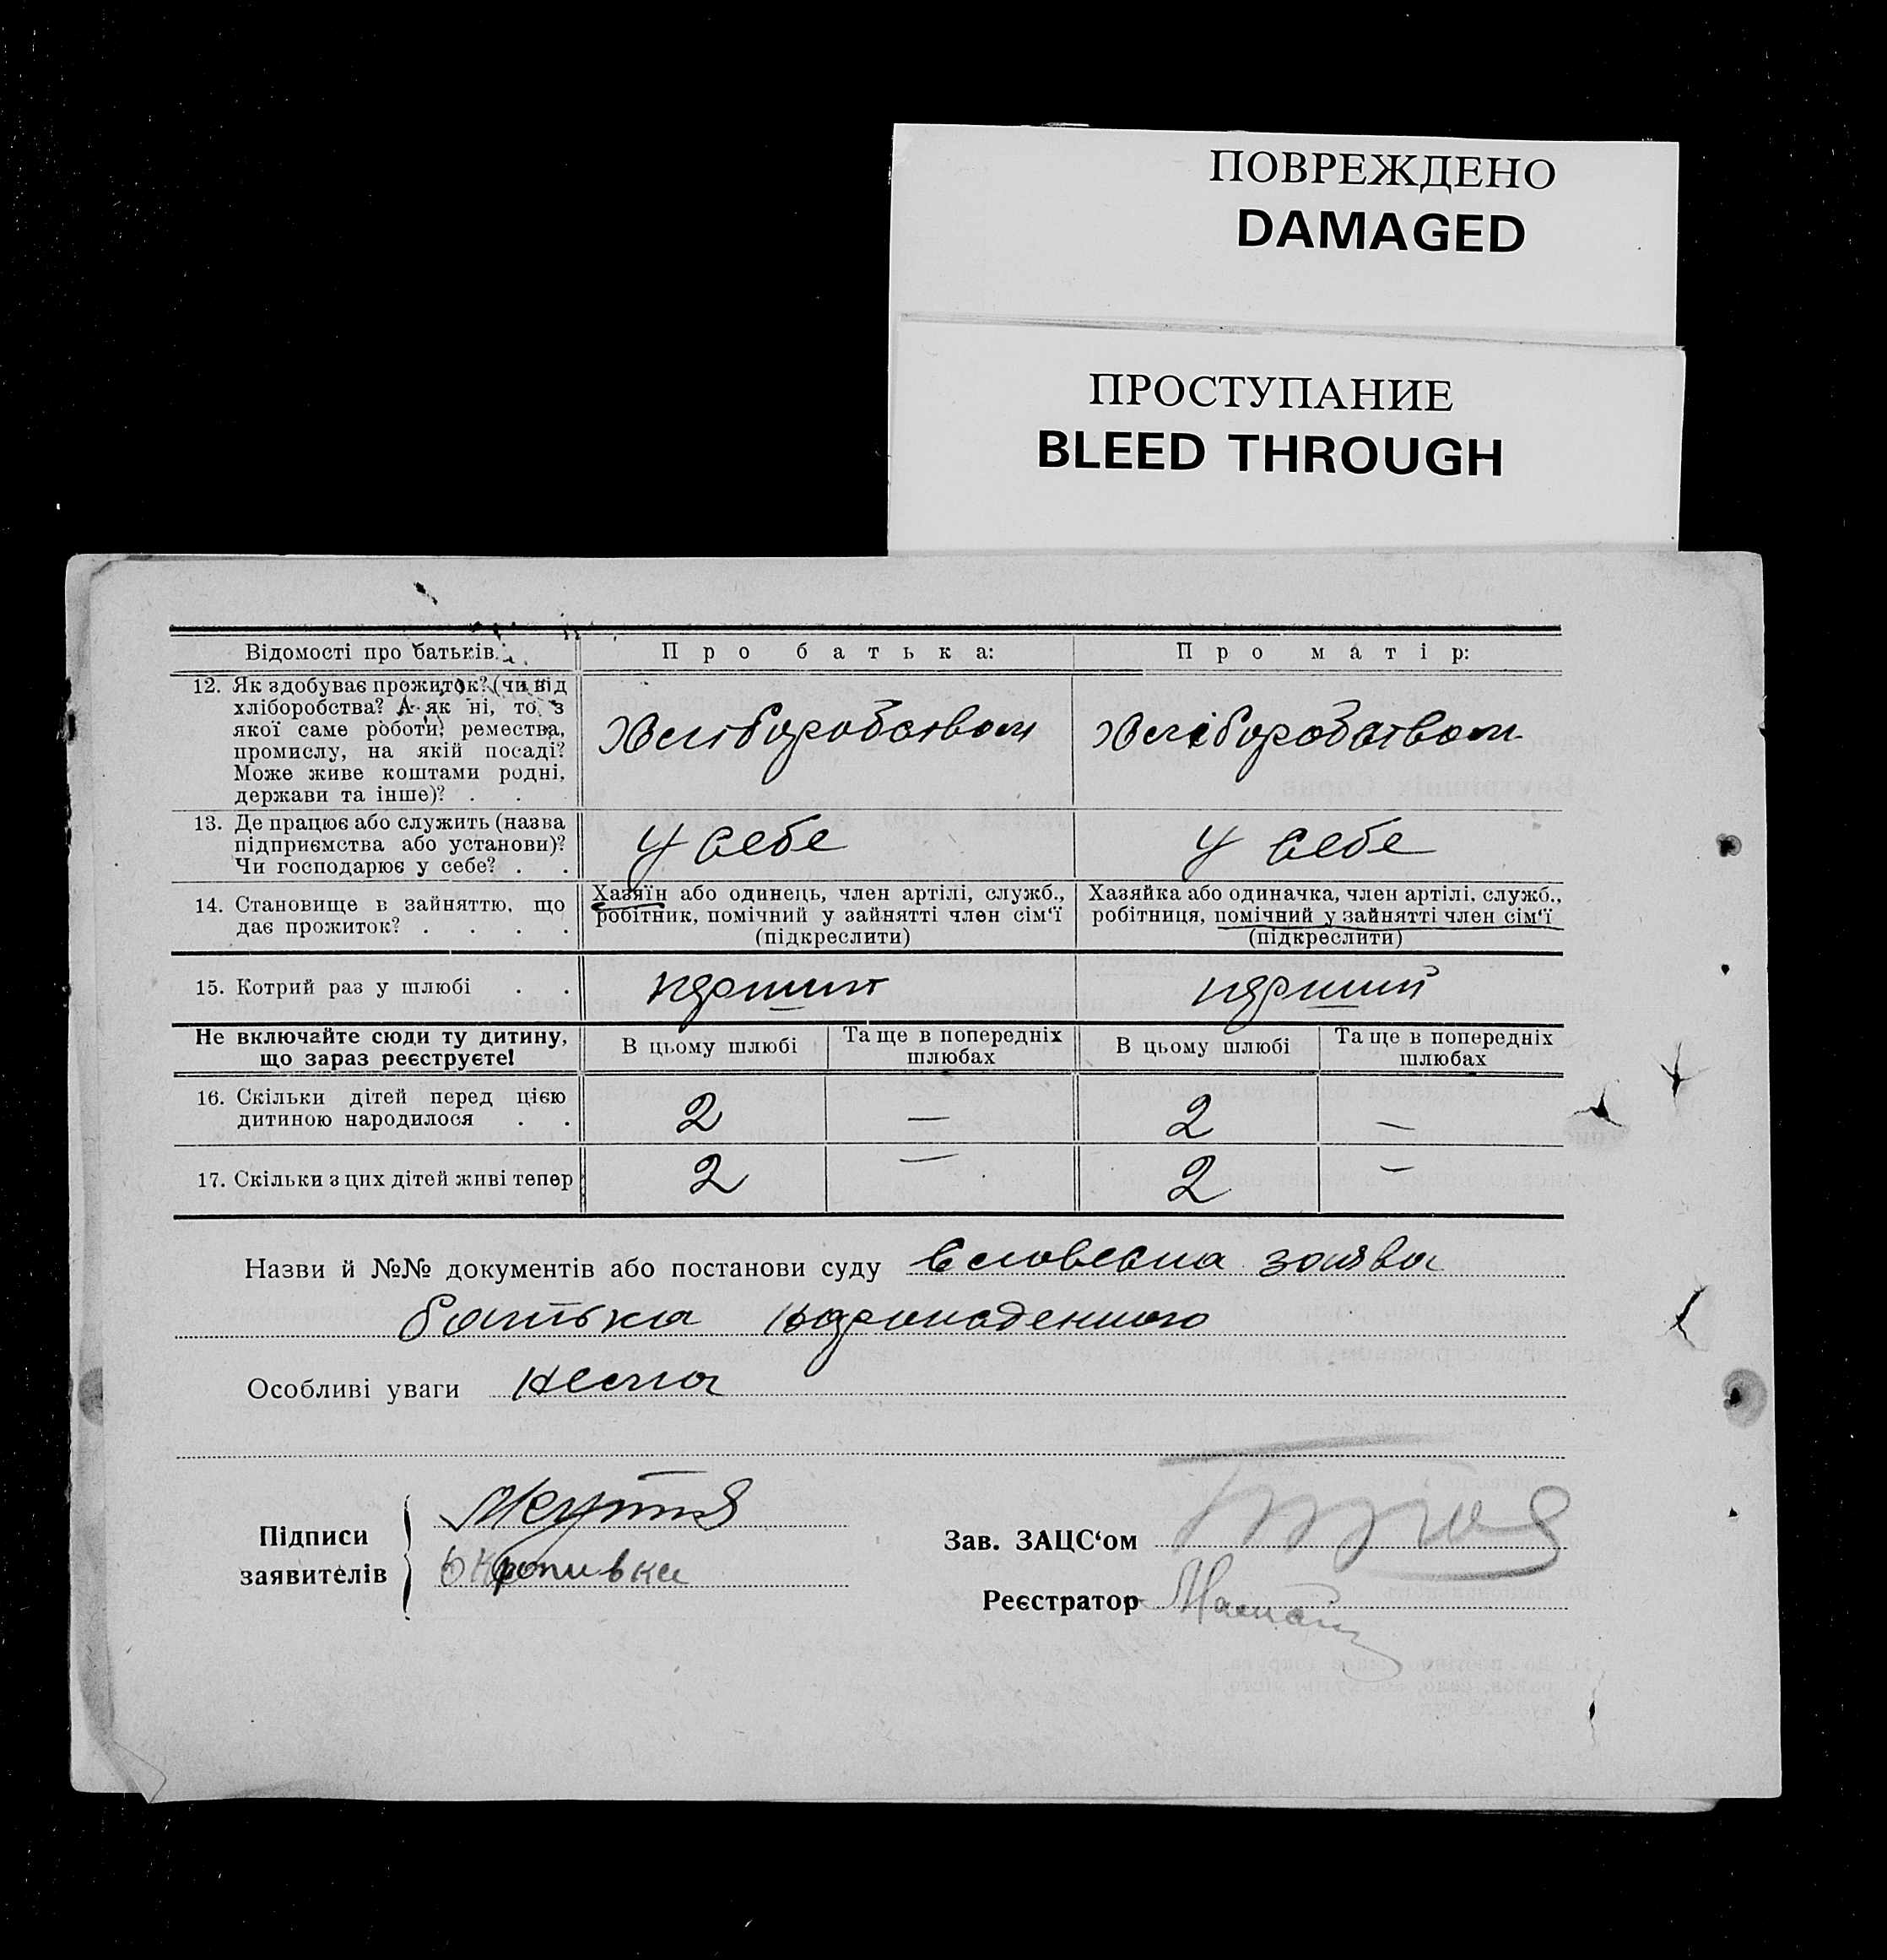 ПОВРЕЖДЕНО
DAMAGED
ПРОСТУПАНИЕ
BLEED THROUGH
Відомості про батьків. Про батька: Про матір:
12. Як здобуває прожиток? (чи від
хліборобства? А як ні, то з
якої саме роботи, ремества,
промислу, на якій посаді?
Може живе коштами родні,
держави та інше)? . .
Хліборобством Хліборобством
13. Де працює або служить (назва
підприємства або установи)?
Чи господарює у себе? . .
У себе У себе
14. Становище в зайняттю, що
дає прожиток? . . . .
Хазяїн або одинець, член артілі, служб.,
робітник, помічний у зайнятті член сім'ї
(підкреслити)
Хазяйка або одиначка, член артілі, служб.,
робітниця, помічний у зайнятті член сім'ї
(підкреслити)
15. Котрий раз у шлюбі . . перший перший
Не включайте сюди ту дитину,
що зараз реєструєте!
В цьому шлюбі Та ще в попередніх
шлюбах
В цьому шлюбі Та ще в попередніх
шлюбах
16. Скільки дітей перед цією
дитиною народилося . .
2 — 2 —
17. Скільки з цих дітей живі тепер 2 — 2 —
Назви й №№ документів або постанови суду Словесна заява
батька народженного
Особливі уваги нема
Підписи
заявителів
Кропивка
Зав. ЗАЦС'ом
Реєстратор